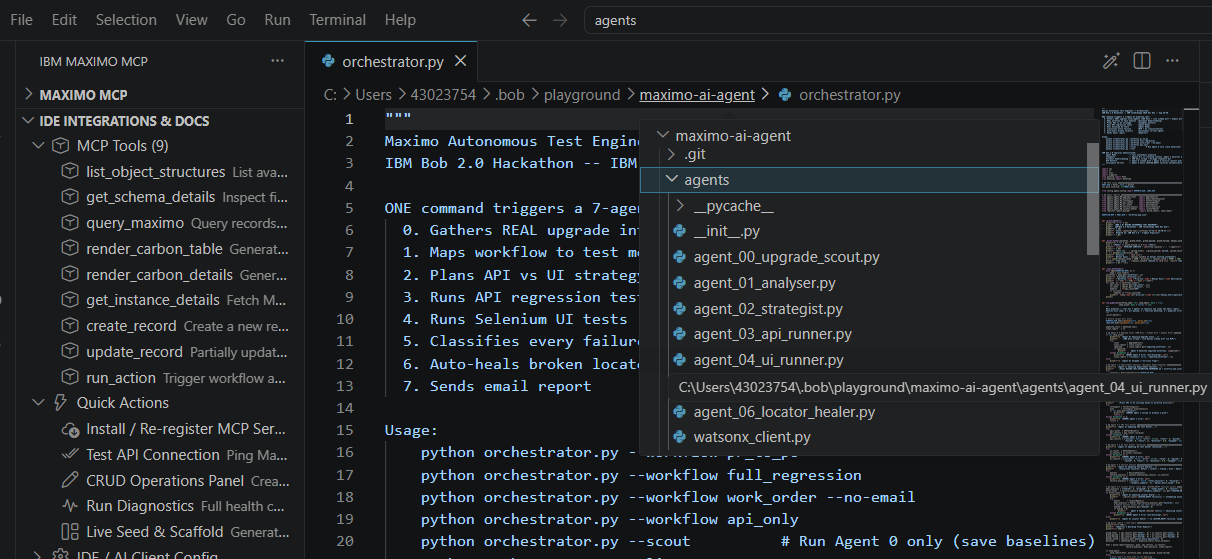 File Edit Selection View Go Run Terminal Help
agents
IBM MAXIMO MCP
MAXIMO MCP
IDE INTEGRATIONS & DOCS
MCP Tools (9)
list_object_structures List ava...
get_schema_details Inspect fi...
query_maximo Query records...
render_carbon_table Generat...
render_carbon_details Gener...
get_instance_details Fetch M...
create_record Create a new re...
update_record Partially updat...
run_action Trigger workflow a...
Quick Actions
Install / Re-register MCP Ser...
Test API Connection Ping Ma...
CRUD Operations Panel Crea...
Run Diagnostics Full health c...
Live Seed & Scaffold Generat...
IDE / AI Client Config
orchestrator.py
C: > Users > 43023754 > .bob > playground > maximo-ai-agent > orchestrator.py
1 """
2 Maximo Autonomous Test Engin
3 IBM Bob 2.0 Hackathon -- IBM
4
5 ONE command triggers a 7-age
6 0. Gathers REAL upgrade in
7 1. Maps workflow to test m
8 2. Plans API vs UI strateg
9 3. Runs API regression tes
10 4. Runs Selenium UI tests
11 5. Classifies every failur
12 6. Auto-heals broken locat
13 7. Sends email report
14
15 Usage:
16 python orchestrator.py
17 python orchestrator.py --workflow full_regression
18 python orchestrator.py --workflow work_order --no-email
19 python orchestrator.py --workflow api_only
20 python orchestrator.py --scout # Run Agent 0 only (save baselines)
maximo-ai-agent
.git
agents
__pycache__
__init__.py
agent_00_upgrade_scout.py
agent_01_analyser.py
agent_02_strategist.py
agent_03_api_runner.py
agent_04_ui_runner.py
C:\Users\43023754\.bob\playground\maximo-ai-agent\agents\agent_04_ui_runner.py
agent_06_locator_healer.py
watsonx_client.py